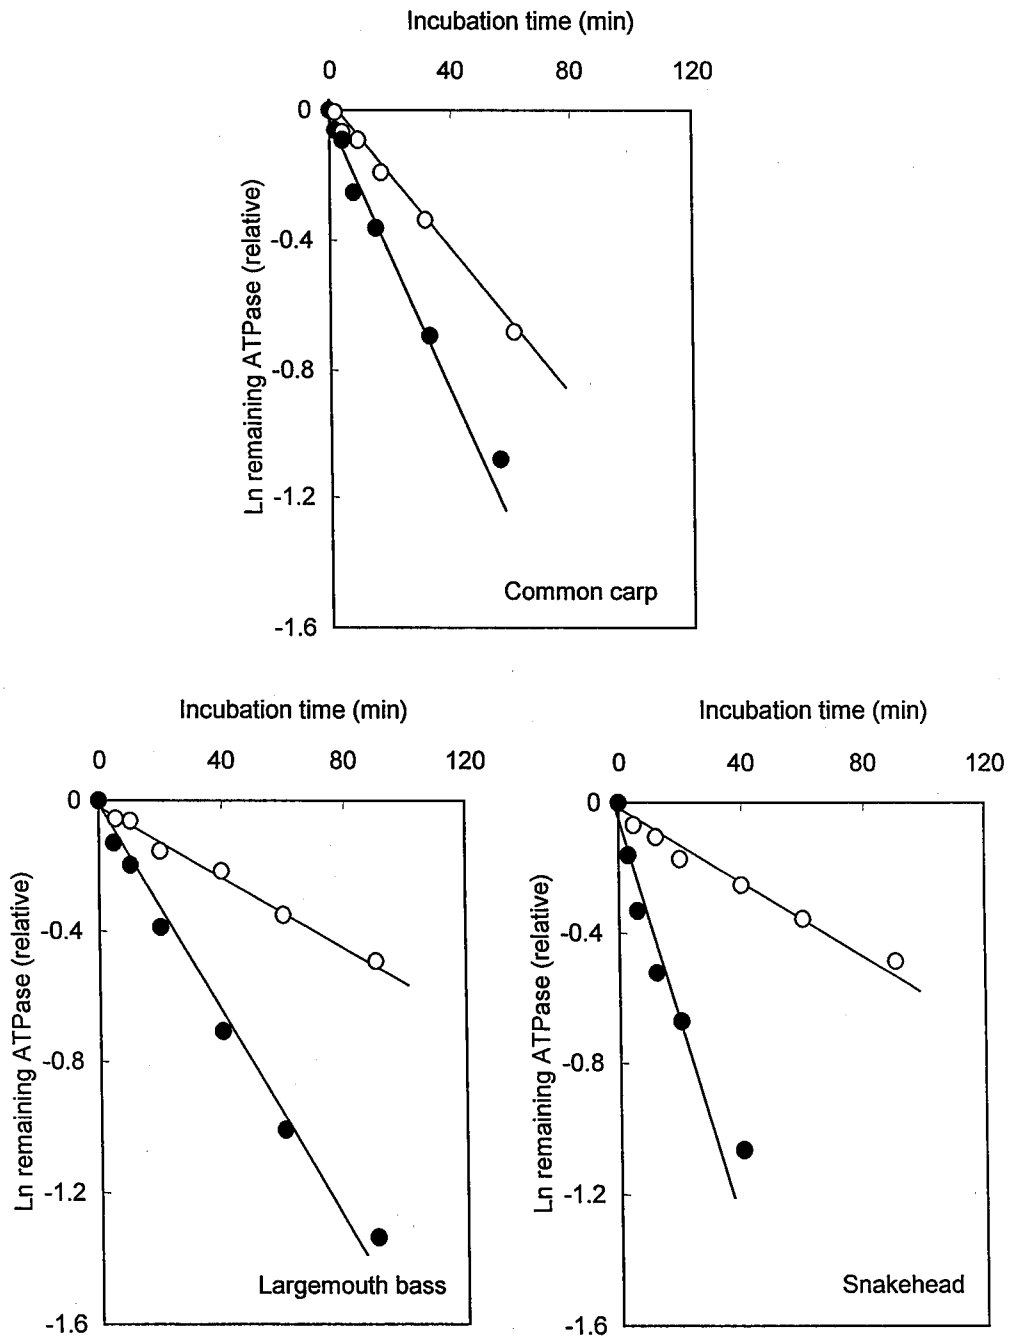 Incubation time (min)
0 40 80 120
0
-0.4
-0.8
-1.2
-1.6
Ln remaining ATPase (relative)
Common carp
Incubation time (min)
0 40 80 120
0
-0.4
-0.8
-1.2
-1.6
Ln remaining ATPase (relative)
Largemouth bass
Incubation time (min)
0 40 80 120
0
-0.4
-0.8
-1.2
-1.6
Ln remaining ATPase (relative)
Snakehead